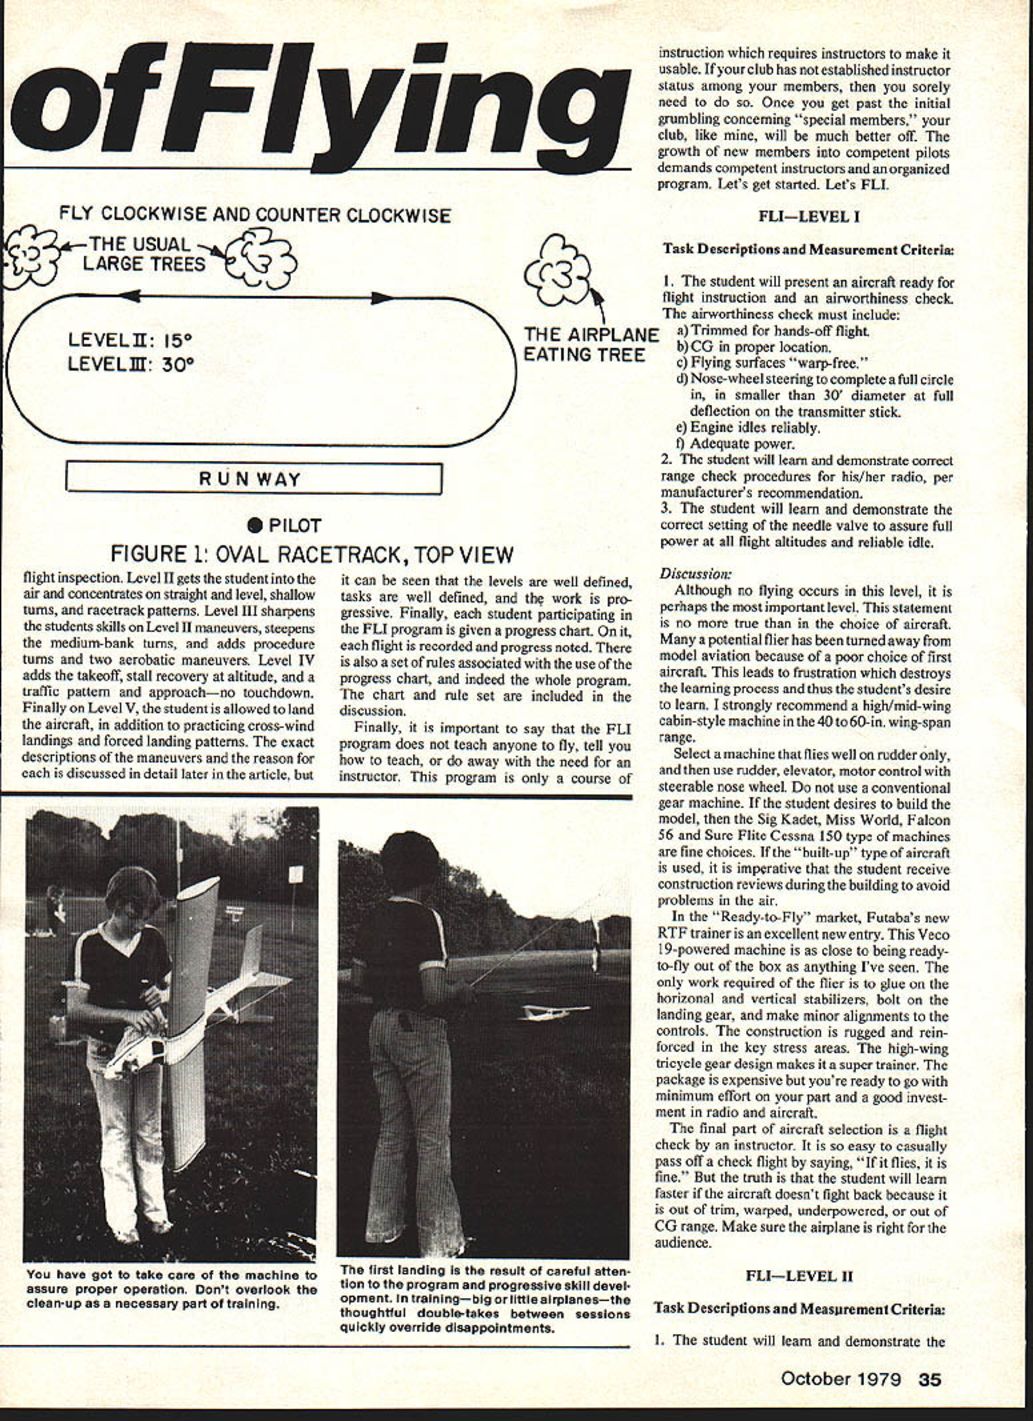 of Flying
FLY CLOCKWISE AND COUNTER CLOCKWISE
THE USUAL
LARGE TREES
THE AIRPLANE
EATING TREE
LEVEL II: 15°
LEVEL III: 30°
RUNWAY
PILOT
FIGURE 1: OVAL RACETRACK, TOP VIEW
flight inspection. Level II gets the student into the
air and concentrates on straight and level, shallow
turns, and racetrack patterns. Level III sharpens
the students skills on Level II maneuvers, steepens
the medium-bank turns, and adds procedure
turns and two aerobatic maneuvers. Level IV
adds the takeoff, stall recovery at altitude, and a
traffic pattern and approach—no touchdown.
Finally on Level V, the student is allowed to land
the aircraft, in addition to practicing cross-wind
landings and forced landing patterns. The exact
descriptions of the maneuvers and the reason for
each is discussed in detail later in the article, but
it can be seen that the levels are well defined,
tasks are well defined, and the work is pro-
gressive. Finally, each student participating in
the FLI program is given a progress chart. On it,
each flight is recorded and progress noted. There
is also a set of rules associated with the use of the
progress chart, and indeed the whole program.
The chart and rule set are included in the
discussion.
Finally, it is important to say that the FLI
program does not teach anyone to fly, tell you
how to teach, or do away with the need for an
instructor. This program is only a course of
You have got to take care of the machine to
assure proper operation. Don't overlook the
clean-up as a necessary part of training.
The first landing is the result of careful atten-
tion to the program and progressive skill devel-
opment. In training—big or little airplanes—the
thoughtful double-takes between sessions
quickly override disappointments.
instruction which requires instructors to make it
usable. If your club has not established instructor
status among your members, then you sorely
need to do so. Once you get past the initial
grumbling concerning "special members," your
club, like mine, will be much better off. The
growth of new members into competent pilots
demands competent instructors and an organized
program. Let's get started. Let's FLI.
FLI—LEVEL I
Task Descriptions and Measurement Criteria:
1. The student will present an aircraft ready for
flight instruction and an airworthiness check.
The airworthiness check must include:
a) Trimmed for hands-off flight.
b) CG in proper location.
c) Flying surfaces "warp-free."
d) Nose-wheel steering to complete a full circle
in, in smaller than 30' diameter at full
deflection on the transmitter stick.
e) Engine idles reliably.
f) Adequate power.
2. The student will learn and demonstrate correct
range check procedures for his/her radio, per
manufacturer's recommendation.
3. The student will learn and demonstrate the
correct setting of the needle valve to assure full
power at all flight altitudes and reliable idle.
Discussion:
Although no flying occurs in this level, it is
perhaps the most important level. This statement
is no more true than in the choice of aircraft.
Many a potential flier has been turned away from
model aviation because of a poor choice of first
aircraft. This leads to frustration which destroys
the learning process and thus the student's desire
to learn. I strongly recommend a high/mid-wing
cabin-style machine in the 40 to 60-in. wing-span
range.
Select a machine that flies well on rudder only,
and then use rudder, elevator, motor control with
steerable nose wheel. Do not use a conventional
gear machine. If the student desires to build the
model, then the Sig Kadet, Miss World, Falcon
56 and Sure Flite Cessna 150 type of machines
are fine choices. If the "built-up" type of aircraft
is used, it is imperative that the student receive
construction reviews during the building to avoid
problems in the air.
In the "Ready-to-Fly" market, Futaba's new
RTF trainer is an excellent new entry. This Veco
19-powered machine is as close to being ready-
to-fly out of the box as anything I've seen. The
only work required of the flier is to glue on the
horizonal and vertical stabilizers, bolt on the
landing gear, and make minor alignments to the
controls. The construction is rugged and rein-
forced in the key stress areas. The high-wing
tricycle gear design makes it a super trainer. The
package is expensive but you're ready to go with
minimum effort on your part and a good invest-
ment in radio and aircraft.
The final part of aircraft selection is a flight
check by an instructor. It is so easy to casually
pass off a check flight by saying, "If it flies, it is
fine." But the truth is that the student will learn
faster if the aircraft doesn't fight back because it
is out of trim, warped, underpowered, or out of
CG range. Make sure the airplane is right for the
audience.
FLI—LEVEL II
Task Descriptions and Measurement Criteria:
1. The student will learn and demonstrate the
October 1979 35